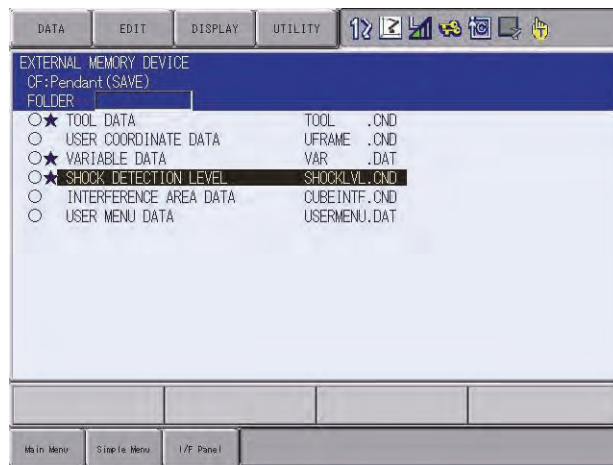 DATA EDIT DISPLAY UTILITY
EXTERNAL MEMORY DEVICE
CF:Pendant(SAVE)
FOLDER
○★ TOOL DATA TOOL .CND
○ USER COORDINATE DATA UFRAME .CND
○★ VARIABLE DATA VAR .DAT
○★ SHOCK DETECTION LEVEL SHOCKLVL.CND
○ INTERFERENCE AREA DATA CUBEINTF.CND
○ USER MENU DATA USERMENU.DAT
Main Menu Simple Menu I/F Panel